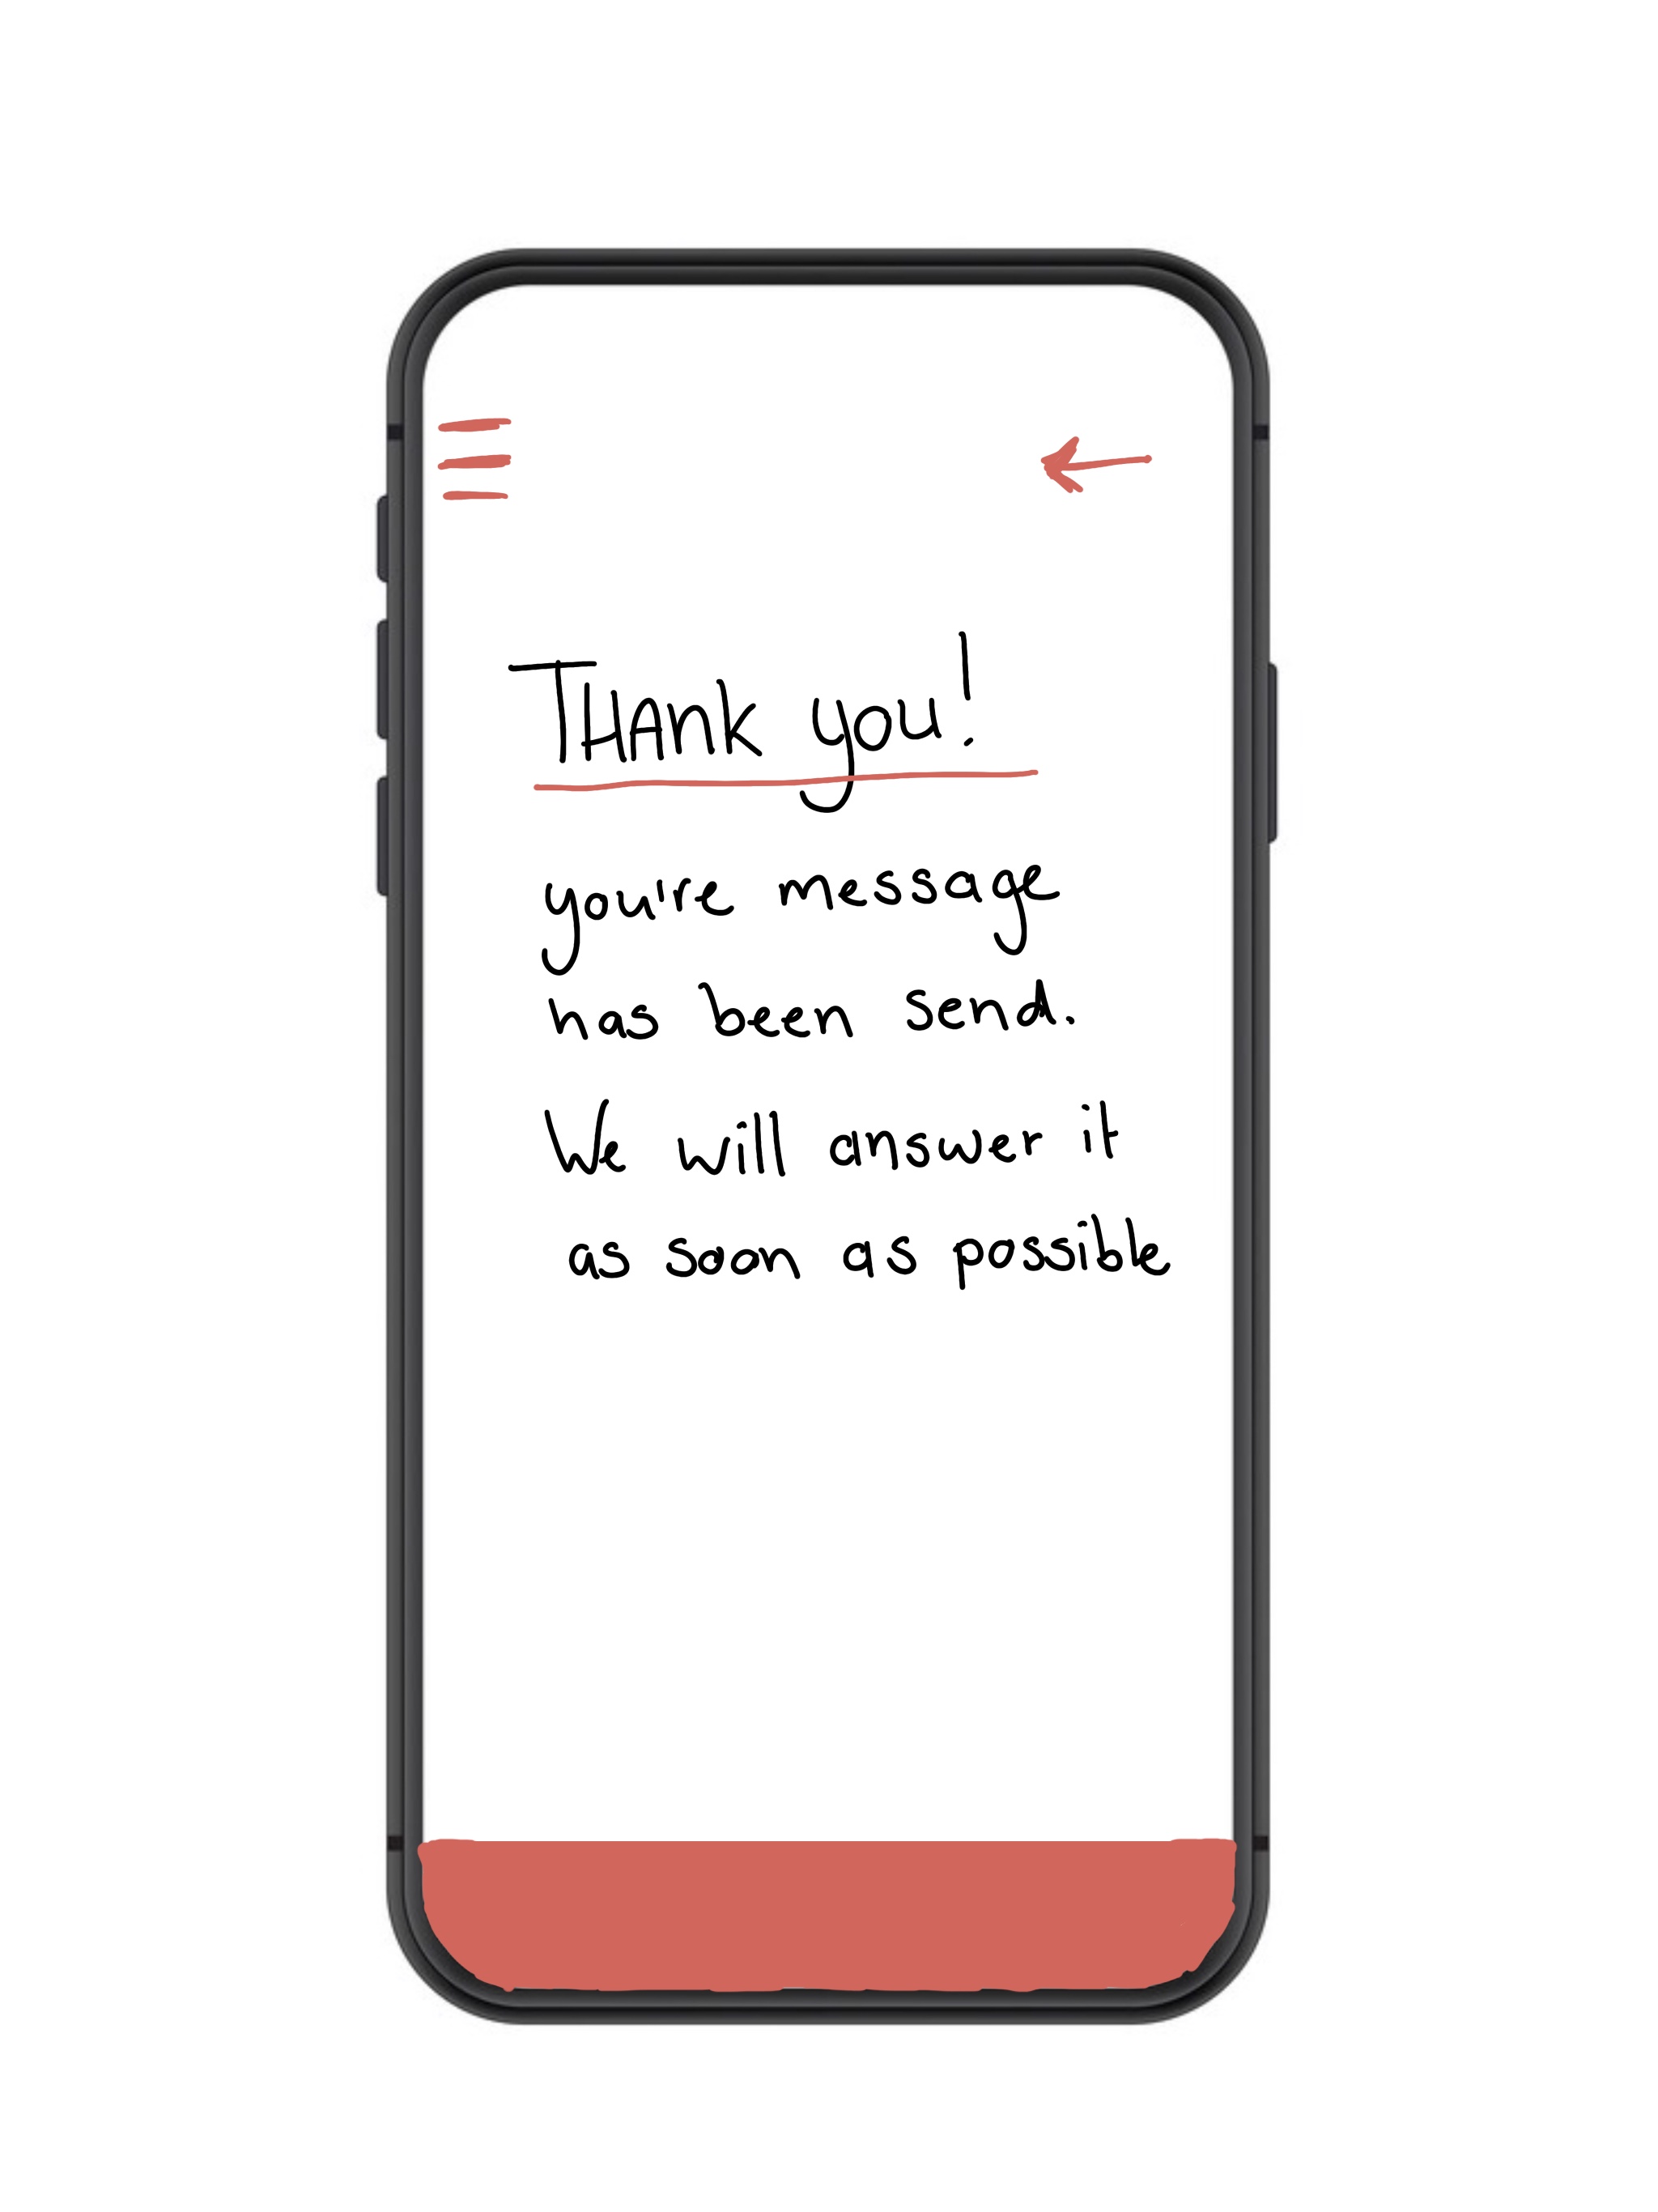 THAnk you!
you're message
has been send.
We will answer it
as soon as possible